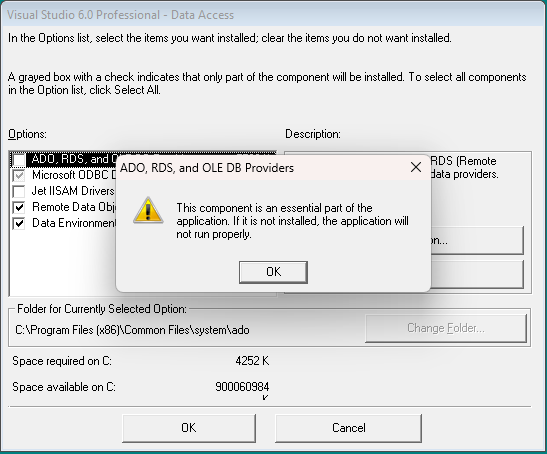 Visual Studio 6.0 Professional - Data Access
In the Options list, select the items you want installed; clear the items you do not want installed.
A grayed box with a check indicates that only part of the component will be installed. To select all components
in the Option list, click Select All.
Options:
Description:
ADO, RDS, and O
RDS (Remote
Microsoft ODBC D
data providers.
Jet IISAM Drivers
Remote Data Obj
Data Environment
ADO, RDS, and OLE DB Providers
This component is an essential part of the
application. If it is not installed, the application will
not run properly.
OK
on...
Folder for Currently Selected Option:
C:\Program Files (x86)\Common Files\system\ado
Change Folder...
Space required on C:
4252 K
Space available on C:
900060984
OK
Cancel